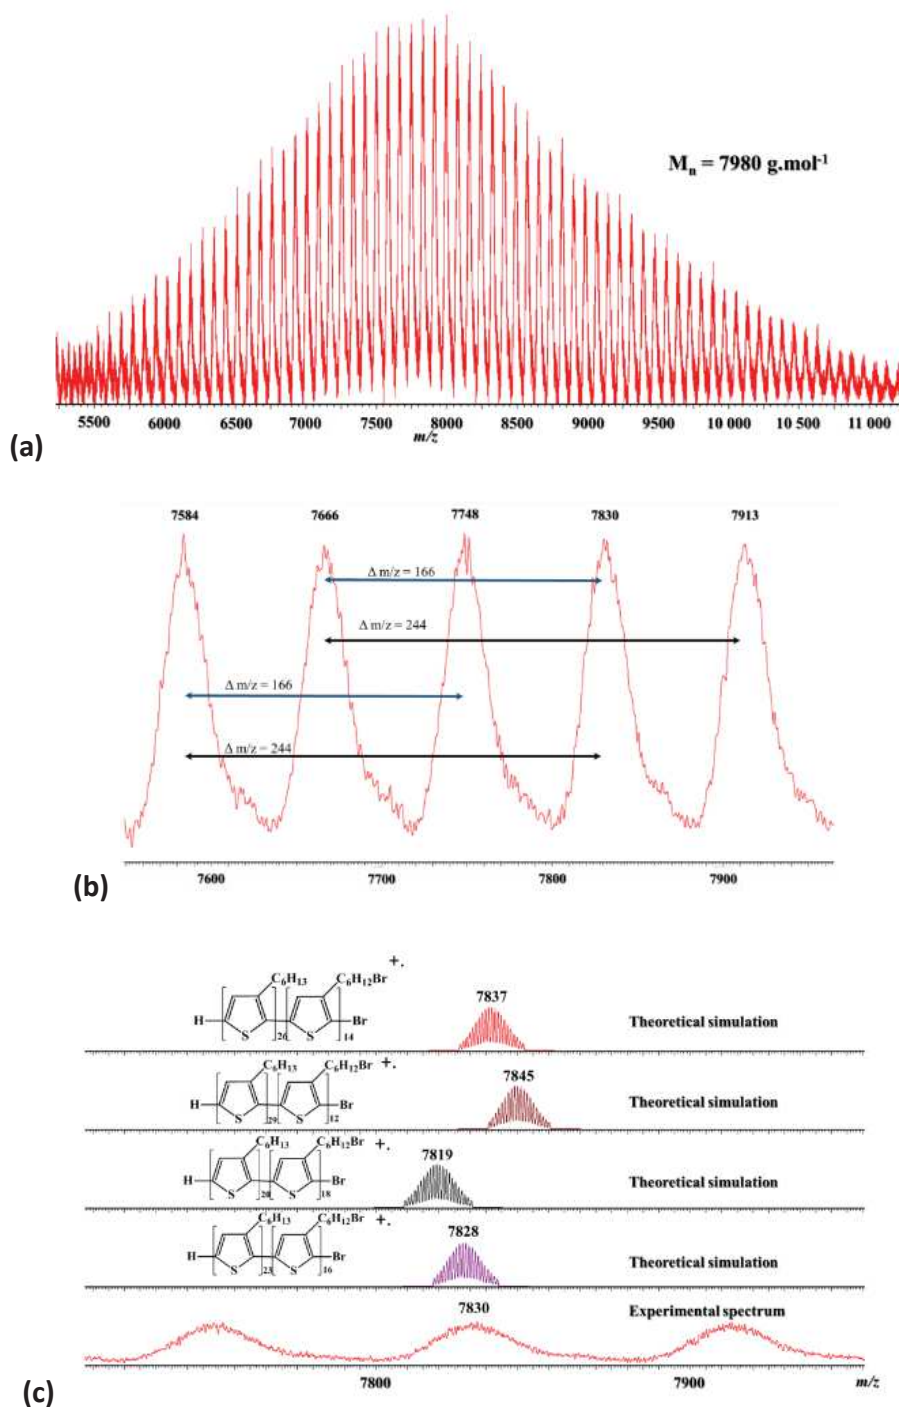 Mn = 7980 g.mol-1
5500 6000 6500 7000 7500 8000 8500 9000 9500 10 000 10 500 11 000
m/z
(a)
7584 7666 7748 7830 7913
Δ m/z = 166
Δ m/z = 244
Δ m/z = 166
Δ m/z = 244
7600 7700 7800 7900
(b)
+.
C6H13 C6H12Br
H S 26 S 14 Br
7837
Theoretical simulation
+.
C6H13 C6H12Br
H S 29 S 12 Br
7845
Theoretical simulation
+.
C6H13 C6H12Br
H S 20 S 18 Br
7819
Theoretical simulation
+.
C6H13 C6H12Br
H S 23 S 16 Br
7828
Theoretical simulation
7830
Experimental spectrum
7800 7900 m/z
(c)